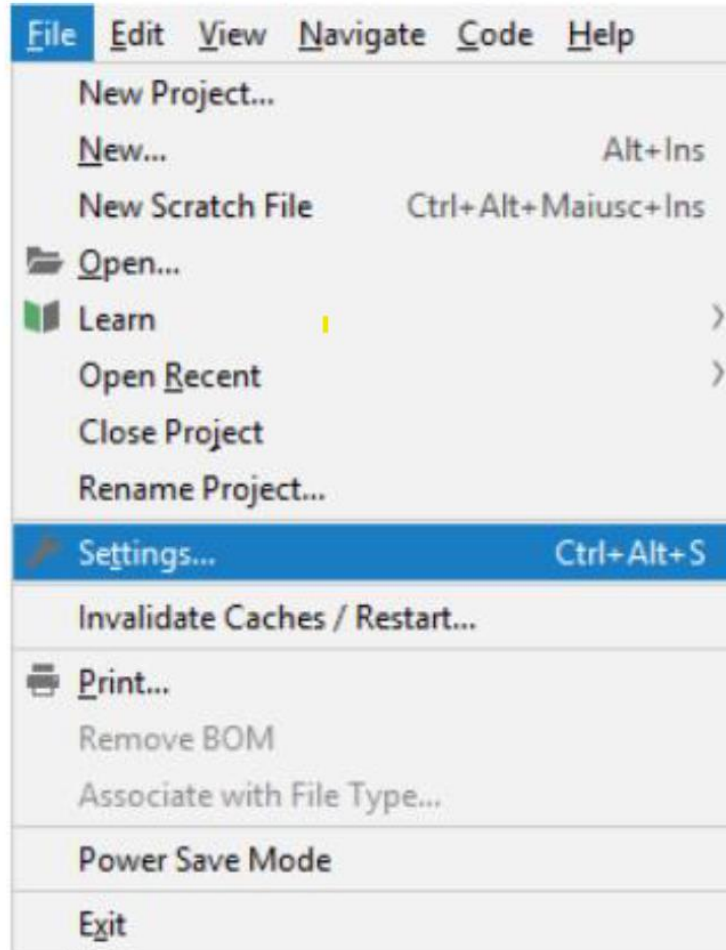 File Edit View Navigate Code Help
New Project...
New... Alt+Ins
New Scratch File Ctrl+Alt+Maiusc+Ins
Open...
Learn
Open Recent
Close Project
Rename Project...
Settings... Ctrl+Alt+S
Invalidate Caches / Restart...
Print...
Remove BOM
Associate with File Type...
Power Save Mode
Exit